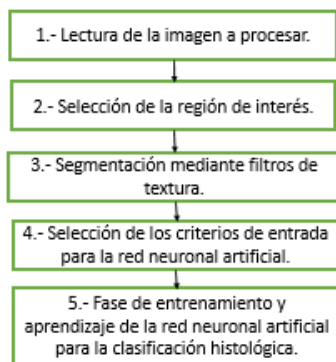 1.- Lectura de la imagen a procesar.
2.- Selección de la región de interés.
3.- Segmentación mediante filtros de
textura.
4.- Selección de los criterios de entrada
para la red neuronal artificial.
5.- Fase de entrenamiento y
aprendizaje de la red neuronal artificial
para la clasificación histológica.